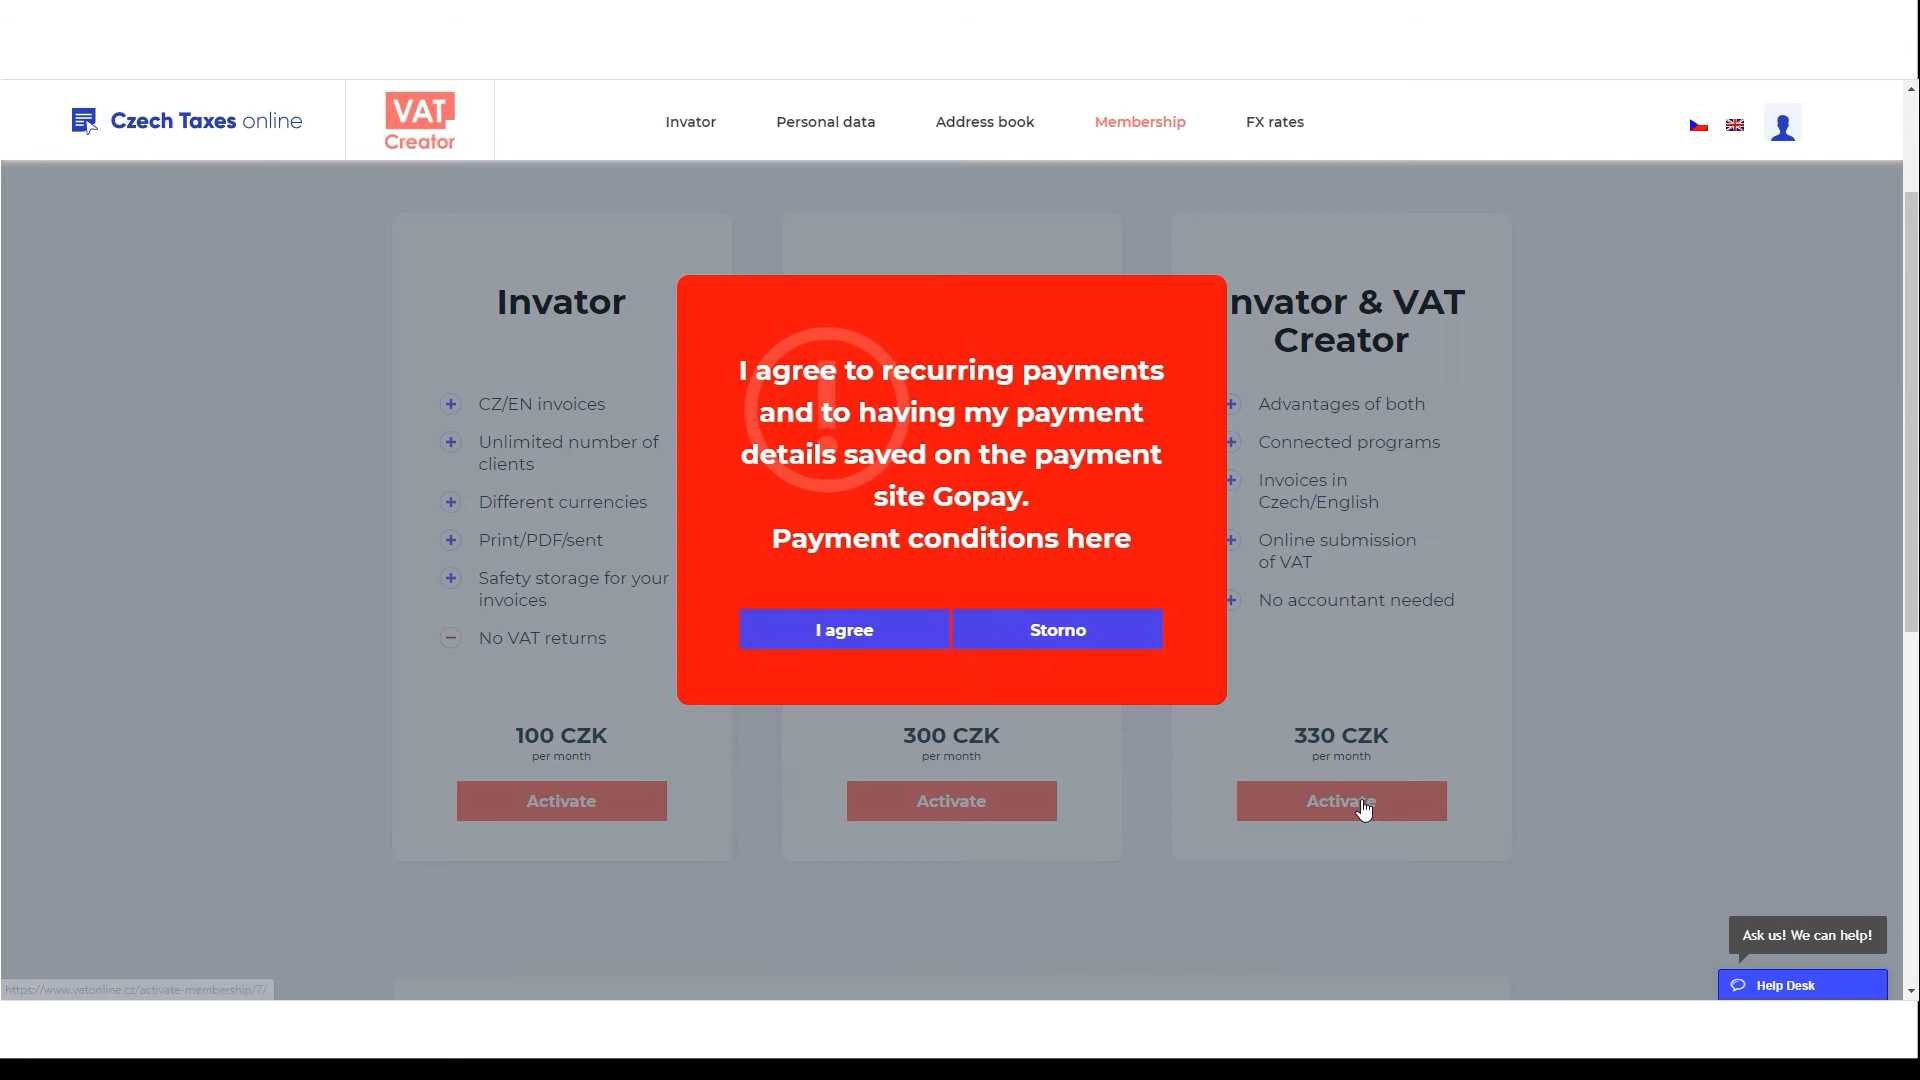 Czech Taxes online
VAT
Creator
Invator
Personal data
Address book
Membership
FX rates
Invator
CZ/EN invoices
Unlimited number of
clients
Different currencies
Print/PDF/sent
Safety storage for your
invoices
No VAT returns
100 CZK
per month
Activate
I agree to recurring payments
and to having my payment
details saved on the payment
site Gopay.
Payment conditions here
I agree
Storno
300 CZK
per month
Activate
nvator & VAT
Creator
Advantages of both
Connected programs
Invoices in
Czech/English
Online submission
of VAT
No accountant needed
330 CZK
per month
Activate
Ask us! We can help!
Help Desk
https://www.vatonline.cz/activate-membership/7/